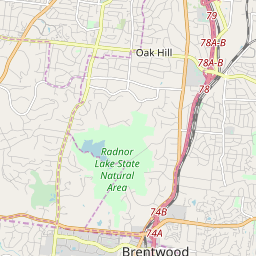 79
Oak Hill
78A-B
78A-B
78
Radnor
Lake State
Natural
Area
74B
74A
Brentwood